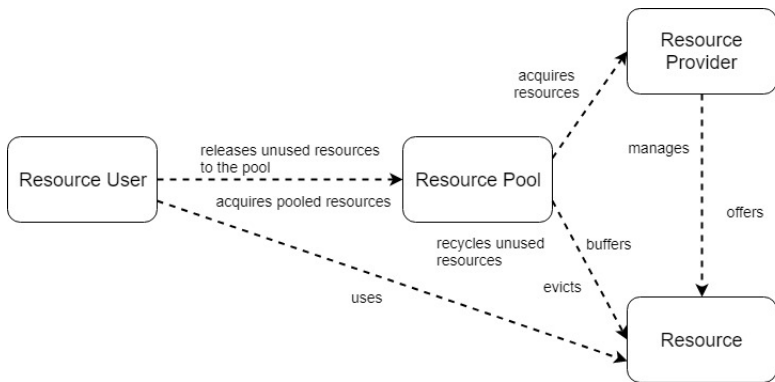 Resource
Provider
acquires
resources
releases unused resources
to the pool
manages
Resource User
Resource Pool
acquires pooled resources
offers
recycles unused
resources
buffers
evicts
uses
Resource